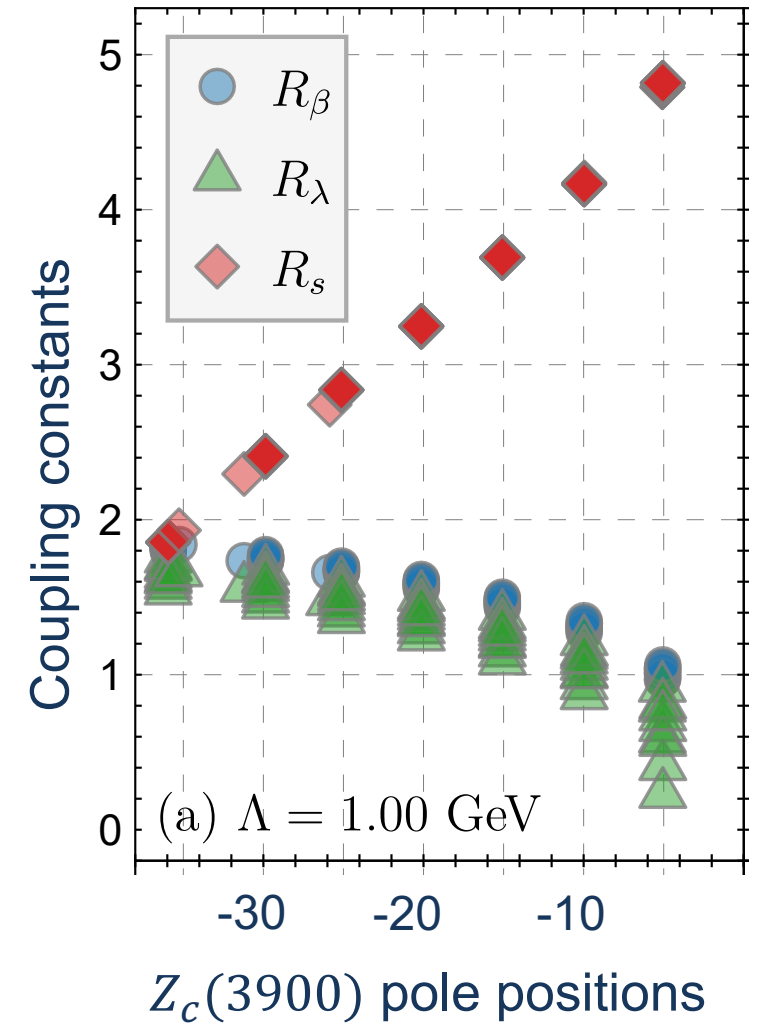 5
4
3
2
1
0
Coupling constants
R_β
R_λ
R_s
(a) Λ = 1.00 GeV
-30 -20 -10
Z_c(3900) pole positions